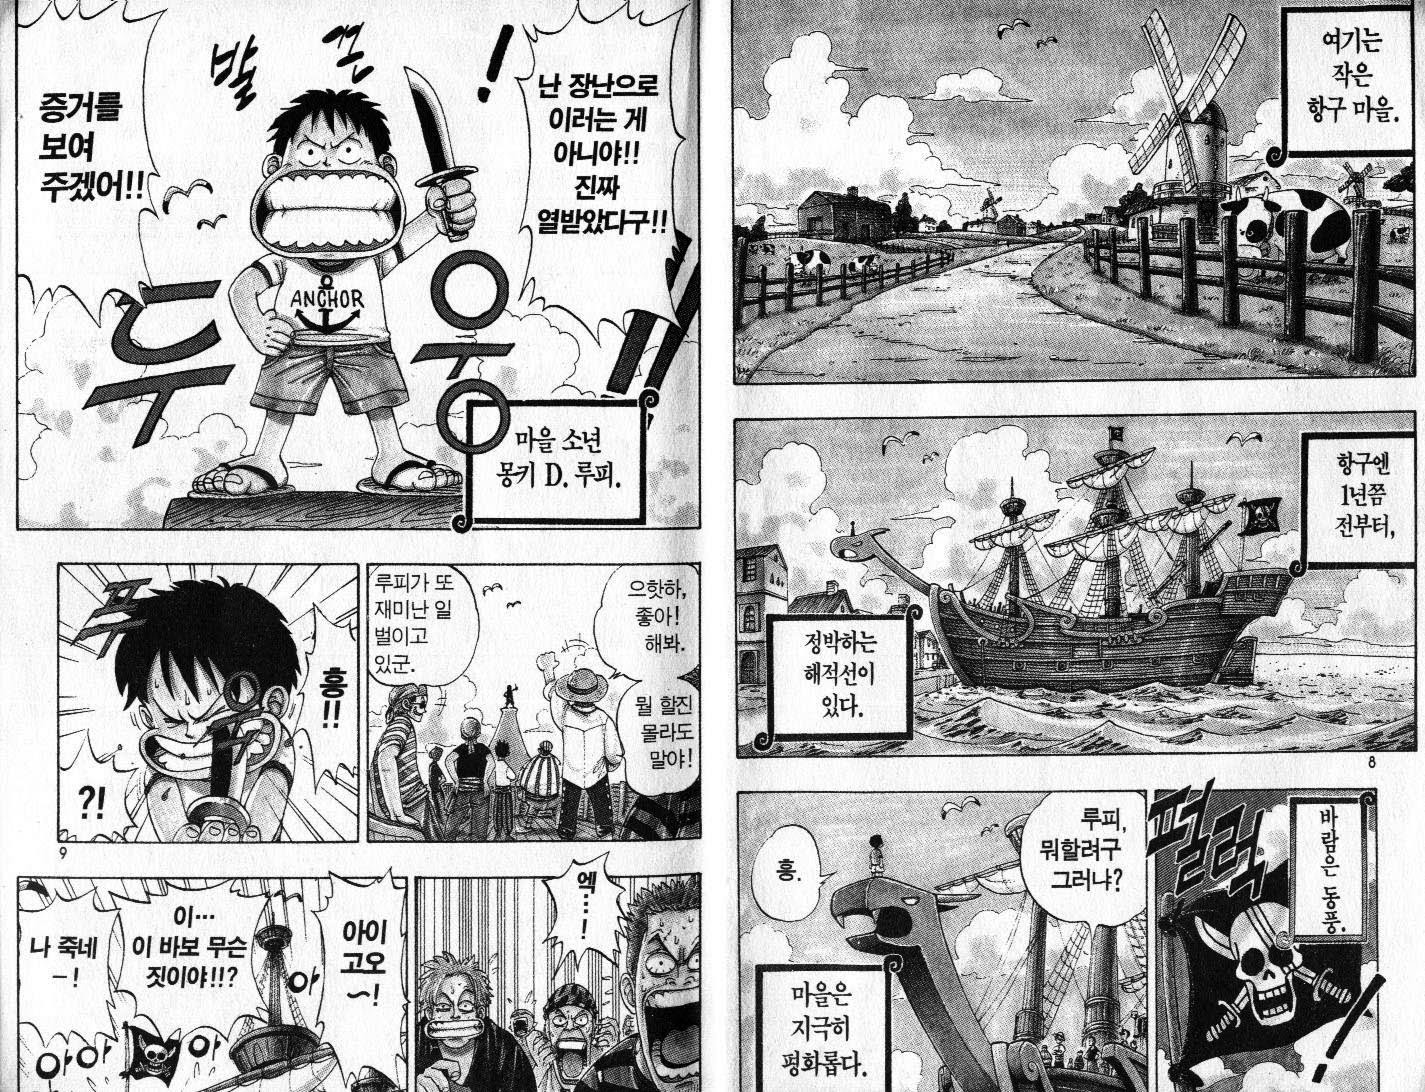 여기는
작은
항구 마을.
항구엔
1년쯤
전부터,
정박하는
해적선이
있다.
8
바람은 동풍.
펄럭
루피,
뭐할려구
그러냐?
흥.
마을은
지극히
평화롭다.
난 장난으로
이러는 게
아니야!!
진짜
열받았다구!!
발끈!
증거를
보여
주겠어!!
ANCHOR
두웅!!
마을 소년
몽키 D. 루피.
으핫하,
좋아!
해봐.
뭘 할진
몰라도
말야!
루피가 또
재미난 일
벌이고
있군.
흥!!
푸욱
?!
9
엑…!
아이
고오
~!
이…
이 바보 무슨
짓이야!!?
나 죽네
-!
아아아아